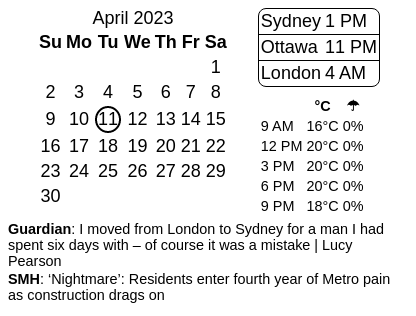 April 2023
Su Mo Tu We Th Fr Sa
1
2 3 4 5 6 7 8
9 10 11 12 13 14 15
16 17 18 19 20 21 22
23 24 25 26 27 28 29
30
Sydney 1 PM
Ottawa 11 PM
London 4 AM
°C ☂
9 AM 16°C 0%
12 PM 20°C 0%
3 PM 20°C 0%
6 PM 20°C 0%
9 PM 18°C 0%
Guardian: I moved from London to Sydney for a man I had
spent six days with – of course it was a mistake | Lucy
Pearson
SMH: ‘Nightmare’: Residents enter fourth year of Metro pain
as construction drags on